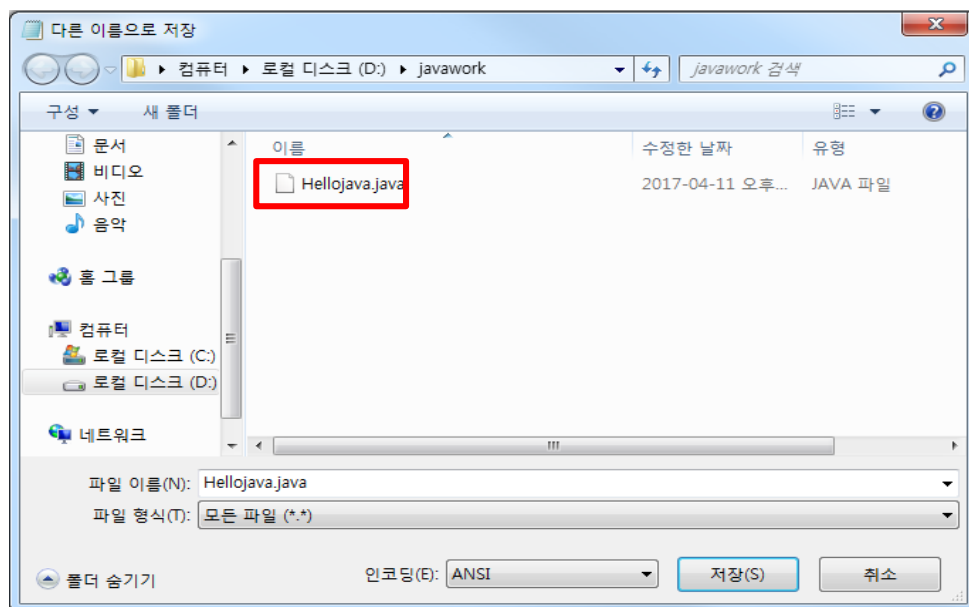 다른 이름으로 저장
컴퓨터 로컬 디스크 (D:) javawork javawork 검색
구성 새 폴더
문서
비디오
사진
음악
홈 그룹
컴퓨터
로컬 디스크 (C:)
로컬 디스크 (D:)
네트워크
이름 수정한 날짜 유형
Hellojava.java 2017-04-11 오후... JAVA 파일
파일 이름(N): Hellojava.java
파일 형식(T): 모든 파일 (*.*)
폴더 숨기기 인코딩(E): ANSI 저장(S) 취소